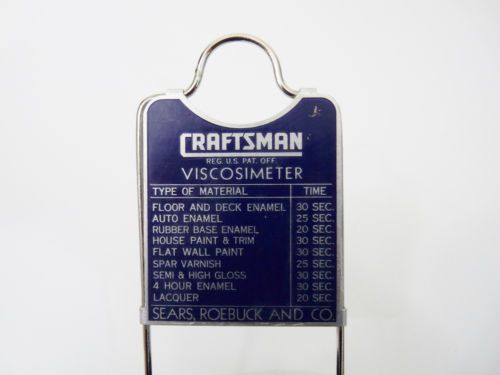 CRAFTSMAN
REG. U.S. PAT. OFF.
VISCOSIMETER
TYPE OF MATERIAL TIME
FLOOR AND DECK ENAMEL 30 SEC.
AUTO ENAMEL 25 SEC.
RUBBER BASE ENAMEL 20 SEC.
HOUSE PAINT & TRIM 30 SEC.
FLAT WALL PAINT 30 SEC.
SPAR VARNISH 25 SEC.
SEMI & HIGH GLOSS 30 SEC.
4 HOUR ENAMEL 30 SEC.
LACQUER 20 SEC.
SEARS, ROEBUCK AND CO.